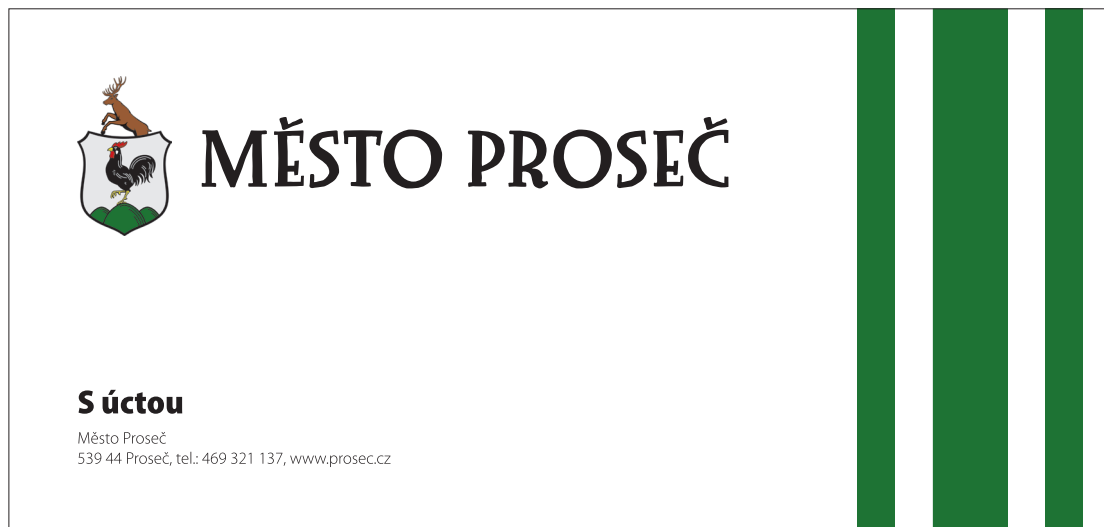 MĚSTO PROSEČ
S úctou
Město Proseč
539 44 Proseč, tel.: 469 321 137, www.prosec.cz